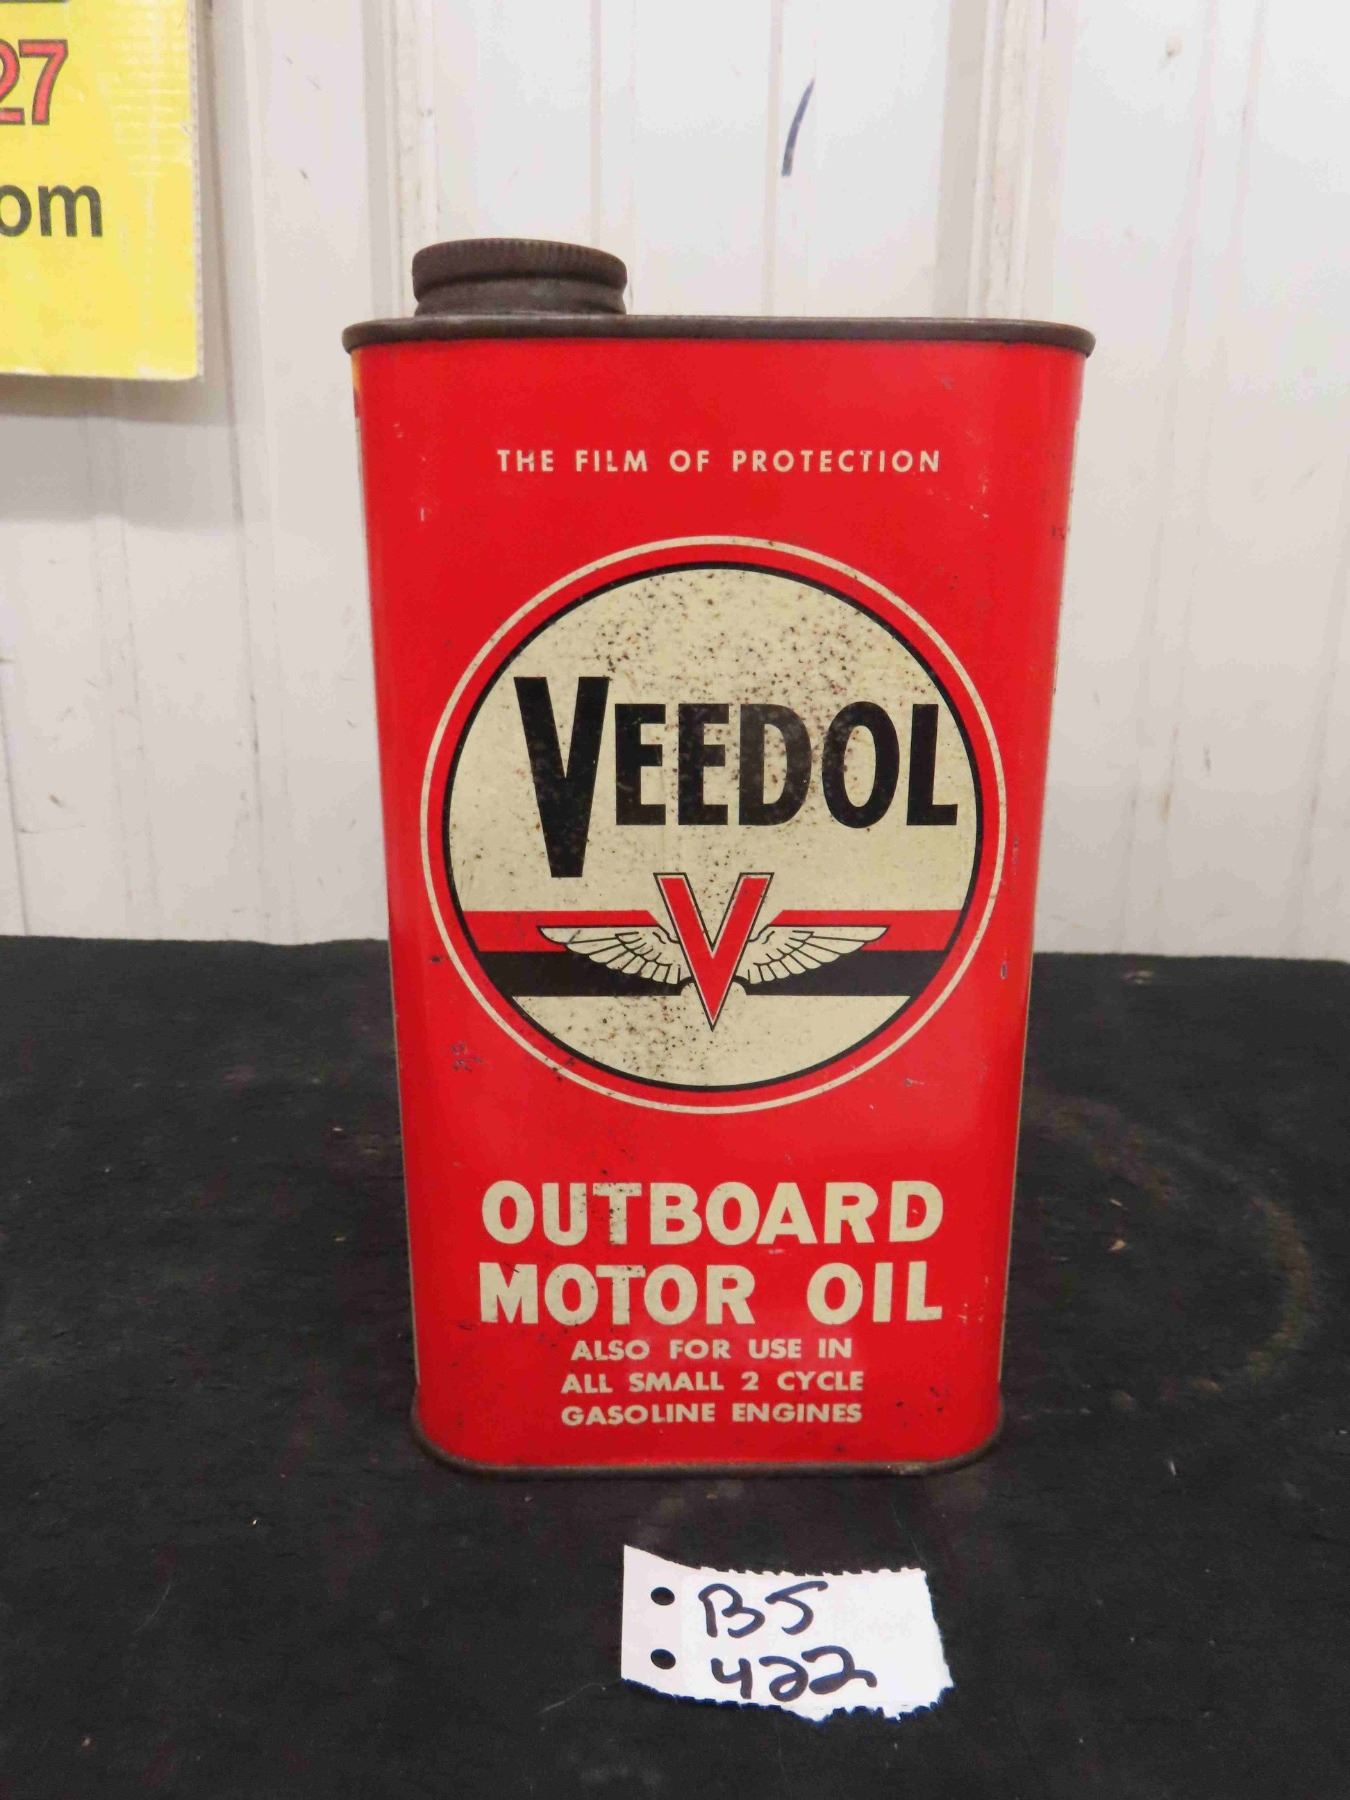 27
om
THE FILM OF PROTECTION
VEEDOL
V
OUTBOARD
MOTOR OIL
ALSO FOR USE IN
ALL SMALL 2 CYCLE
GASOLINE ENGINES
B5
422